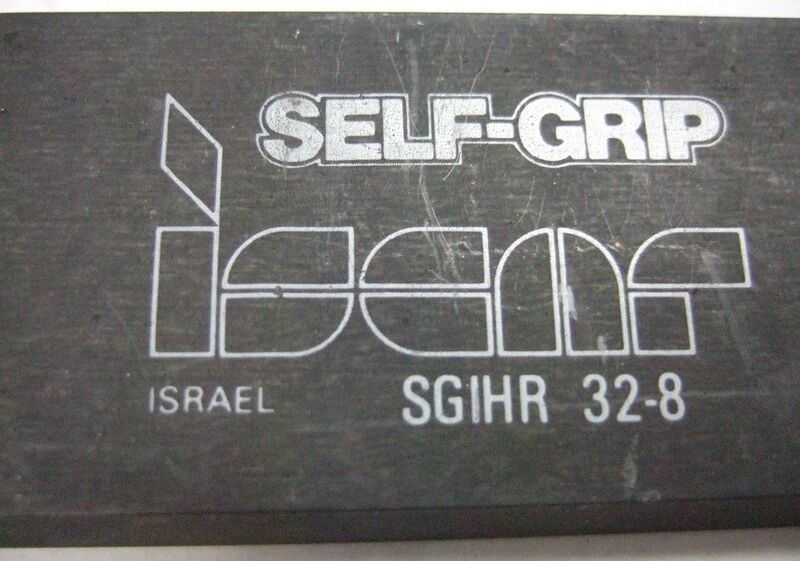 SELF-GRIP
iscar
ISRAEL
SGIHR 32-8